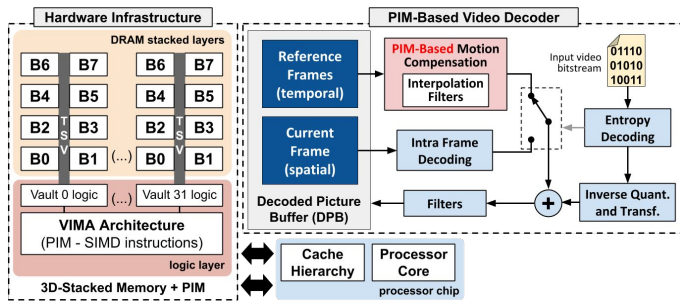 Hardware Infrastructure
DRAM stacked layers
B6 B7 B6 B7
B4 B5 B4 B5
B2 B3 B2 B3
B0 B1 (...) B0 B1
TSV
TSV
Vault 0 logic (...) Vault 31 logic
VIMA Architecture
(PIM - SIMD instructions)
logic layer
3D-Stacked Memory + PIM
PIM-Based Video Decoder
Reference
Frames
(temporal)
Current
Frame
(spatial)
Decoded Picture
Buffer (DPB)
PIM-Based Motion
Compensation
Interpolation
Filters
Intra Frame
Decoding
Filters
+
Input video
bitstream
01110
01010
10011
Entropy
Decoding
Inverse Quant.
and Transf.
Cache
Hierarchy
Processor
Core
processor chip